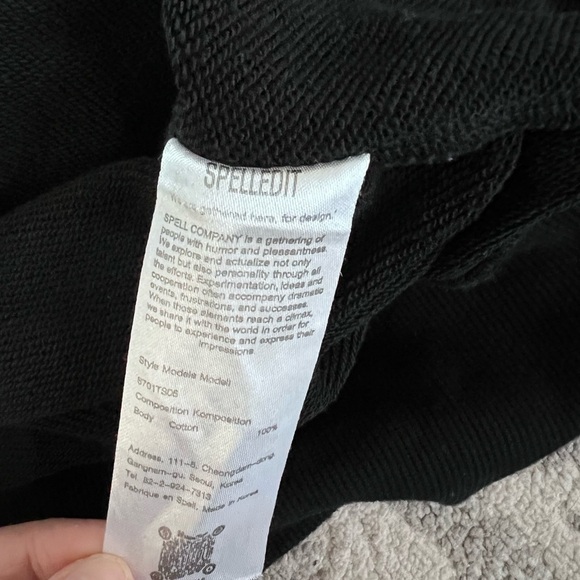 SPELLEDIT
We are gathered here, for design.'
SPELL COMPANY is a gathering of
people with humor and pleasantness.
We explore and actualize not only
talent but also personality through all
the efforts. Experimentation, ideas and
cooperation often accompany dramatic
events, frustrations, and successes.
When those elements reach a climax,
we share it with the world in order for
people to experience and express their
impressions
Style Modele Modell
5701TS06
Composition Komposition
Body Cotton 100%
Address, 111-5, Cheongdam-dong,
Gangnam-gu, Seoul, Korea
Tel 82-2-924-7313
Fabrique en Spell, Made in Korea